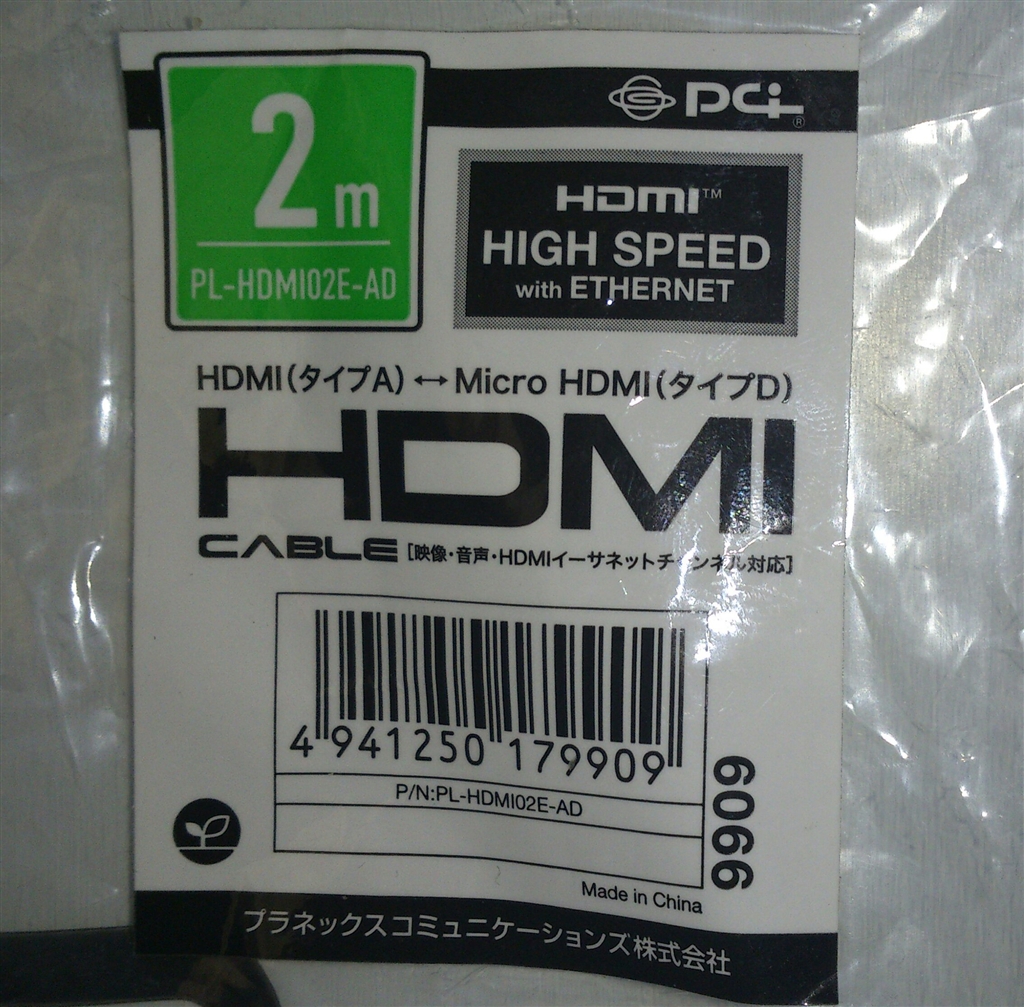 2m
PL-HDMI02E-AD
PCi
®
HDMI™
HIGH SPEED
with ETHERNET
HDMI(タイプA)↔Micro HDMI(タイプD)
HDMI
CABLE [映像・音声・HDMIイーサネットチャンネル対応]
4 941250 179909
P/N:PL-HDMI02E-AD
9609
Made in China
プラネックスコミュニケーションズ株式会社